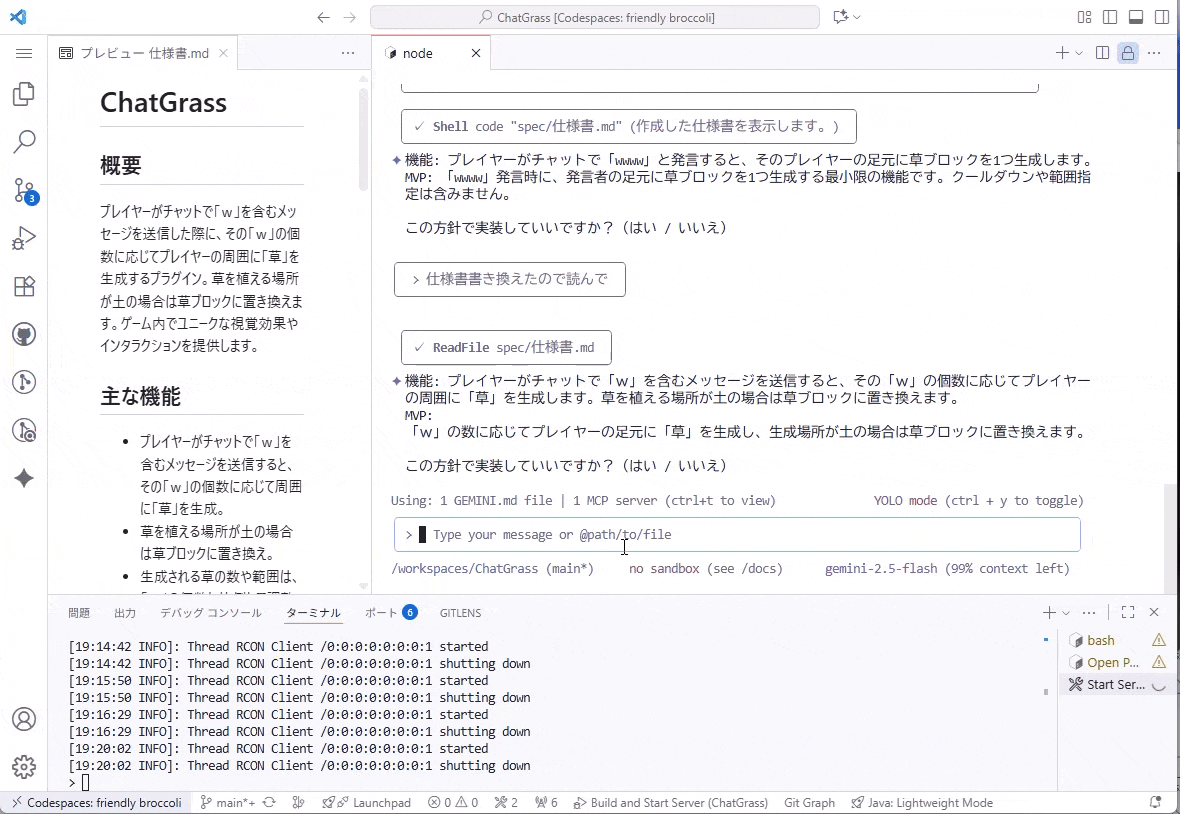 ChatGrass [Codespaces: friendly broccoli]
プレビュー 仕様書.md
node
ChatGrass
概要
プレイヤーがチャットで「ｗ」を含むメッ
セージを送信した際に、その「ｗ」の個
数に応じてプレイヤーの周囲に「草」を
生成するプラグイン。草を植える場所
が土の場合は草ブロックに置き換えま
す。ゲーム内でユニークな視覚効果や
インタラクションを提供します。
主な機能
• プレイヤーがチャットで「ｗ」を
含むメッセージを送信すると、
その「ｗ」の個数に応じて周囲
に「草」を生成。
• 草を植える場所が土の場合
は草ブロックに置き換え。
• 生成される草の数や範囲は、
✓ Shell code "spec/仕様書.md" (作成した仕様書を表示します。)
✦ 機能: プレイヤーがチャットで「wwww」と発言すると、そのプレイヤーの足元に草ブロックを1つ生成します。
MVP: 「wwww」発言時に、発言者の足元に草ブロックを1つ生成する最小限の機能です。クールダウンや範囲指
定は含みません。
この方針で実装していいですか？（はい / いいえ）
> 仕様書書き換えたので読んで
✓ ReadFile spec/仕様書.md
✦ 機能: プレイヤーがチャットで「ｗ」を含むメッセージを送信すると、その「ｗ」の個数に応じてプレイヤー
の周囲に「草」を生成します。草を植える場所が土の場合は草ブロックに置き換えます。
MVP:
「ｗ」の数に応じてプレイヤーの足元に「草」を生成し、生成場所が土の場合は草ブロックに置き換えます。
この方針で実装していいですか？（はい / いいえ）
Using: 1 GEMINI.md file | 1 MCP server (ctrl+t to view)
YOLO mode (ctrl + y to toggle)
> Type your message or @path/to/file
/workspaces/ChatGrass (main*)
no sandbox (see /docs)
gemini-2.5-flash (99% context left)
3
問題 出力 デバッグ コンソール ターミナル ポート 6 GITLENS
[19:14:42 INFO]: Thread RCON Client /0:0:0:0:0:0:0:1 started
[19:14:42 INFO]: Thread RCON Client /0:0:0:0:0:0:0:1 shutting down
[19:15:50 INFO]: Thread RCON Client /0:0:0:0:0:0:0:1 started
[19:15:50 INFO]: Thread RCON Client /0:0:0:0:0:0:0:1 shutting down
[19:16:29 INFO]: Thread RCON Client /0:0:0:0:0:0:0:1 started
[19:16:29 INFO]: Thread RCON Client /0:0:0:0:0:0:0:1 shutting down
[19:20:02 INFO]: Thread RCON Client /0:0:0:0:0:0:0:1 started
[19:20:02 INFO]: Thread RCON Client /0:0:0:0:0:0:0:1 shutting down
>
bash
Open P...
Start Ser...
Codespaces: friendly broccoli main*+ Launchpad 0 0 2 6 Build and Start Server (ChatGrass) Git Graph Java: Lightweight Mode